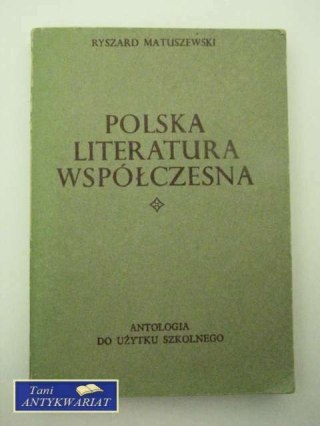 RYSZARD MATUSZEWSKI
POLSKA
LITERATURA
WSPÓŁCZESNA
ANTOLOGIA
DO UŻYTKU SZKOLNEGO
Tani
ANTYKWARIAT